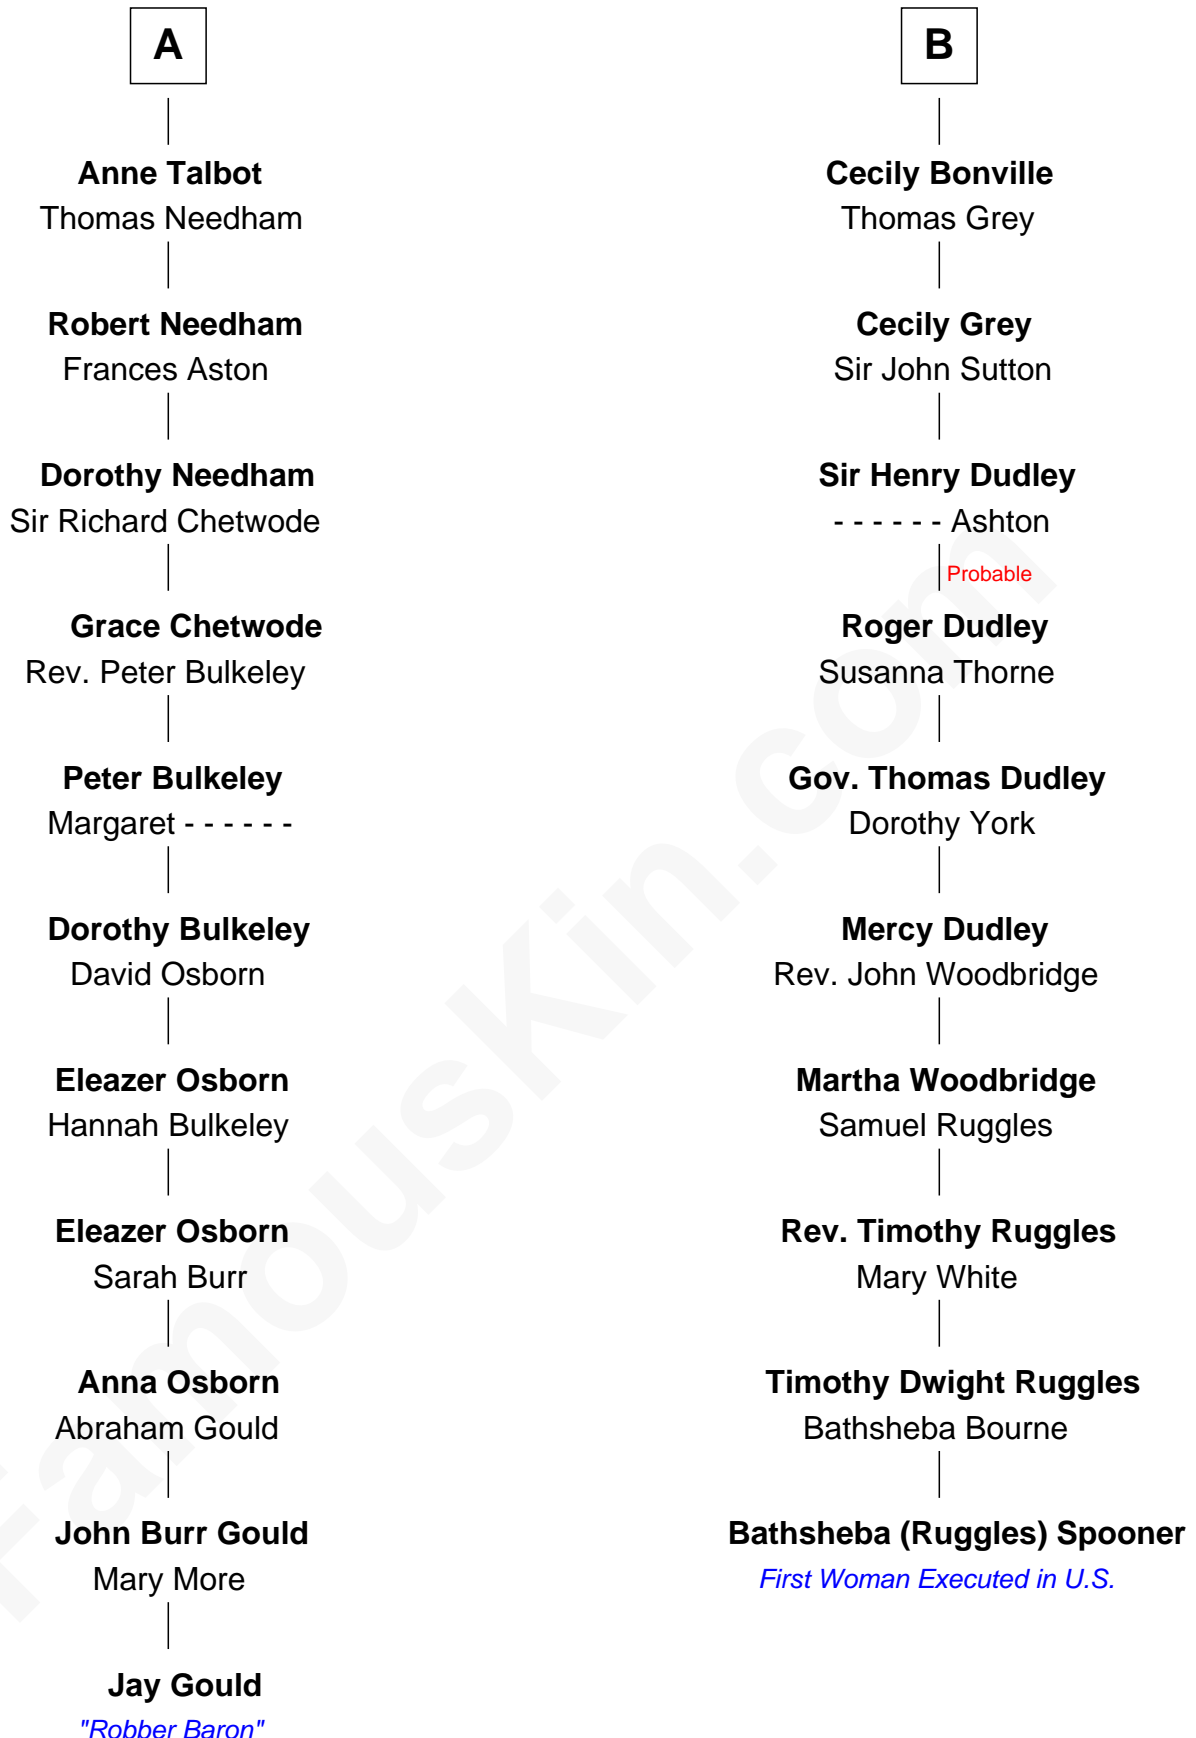 A
Anne Talbot
Thomas Needham
Robert Needham
Frances Aston
Dorothy Needham
Sir Richard Chetwode
Grace Chetwode
Rev. Peter Bulkeley
Peter Bulkeley
Margaret - - - - - -
Dorothy Bulkeley
David Osborn
Eleazer Osborn
Hannah Bulkeley
Eleazer Osborn
Sarah Burr
Anna Osborn
Abraham Gould
John Burr Gould
Mary More
Jay Gould
"Robber Baron"
B
Cecily Bonville
Thomas Grey
Cecily Grey
Sir John Sutton
Sir Henry Dudley
- - - - - - Ashton
Probable
Roger Dudley
Susanna Thorne
Gov. Thomas Dudley
Dorothy York
Mercy Dudley
Rev. John Woodbridge
Martha Woodbridge
Samuel Ruggles
Rev. Timothy Ruggles
Mary White
Timothy Dwight Ruggles
Bathsheba Bourne
Bathsheba (Ruggles) Spooner
First Woman Executed in U.S.
FamousKin.com